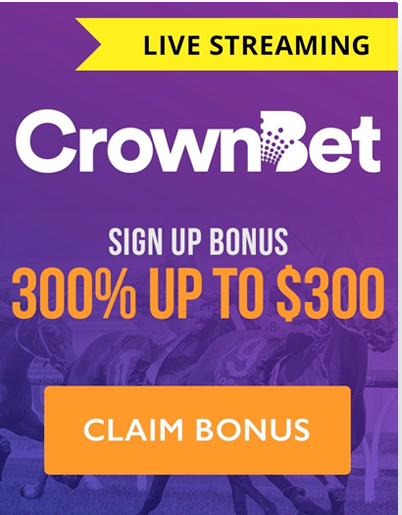 LIVE STREAMING
CrownBet
SIGN UP BONUS
300% UP TO $300
CLAIM BONUS